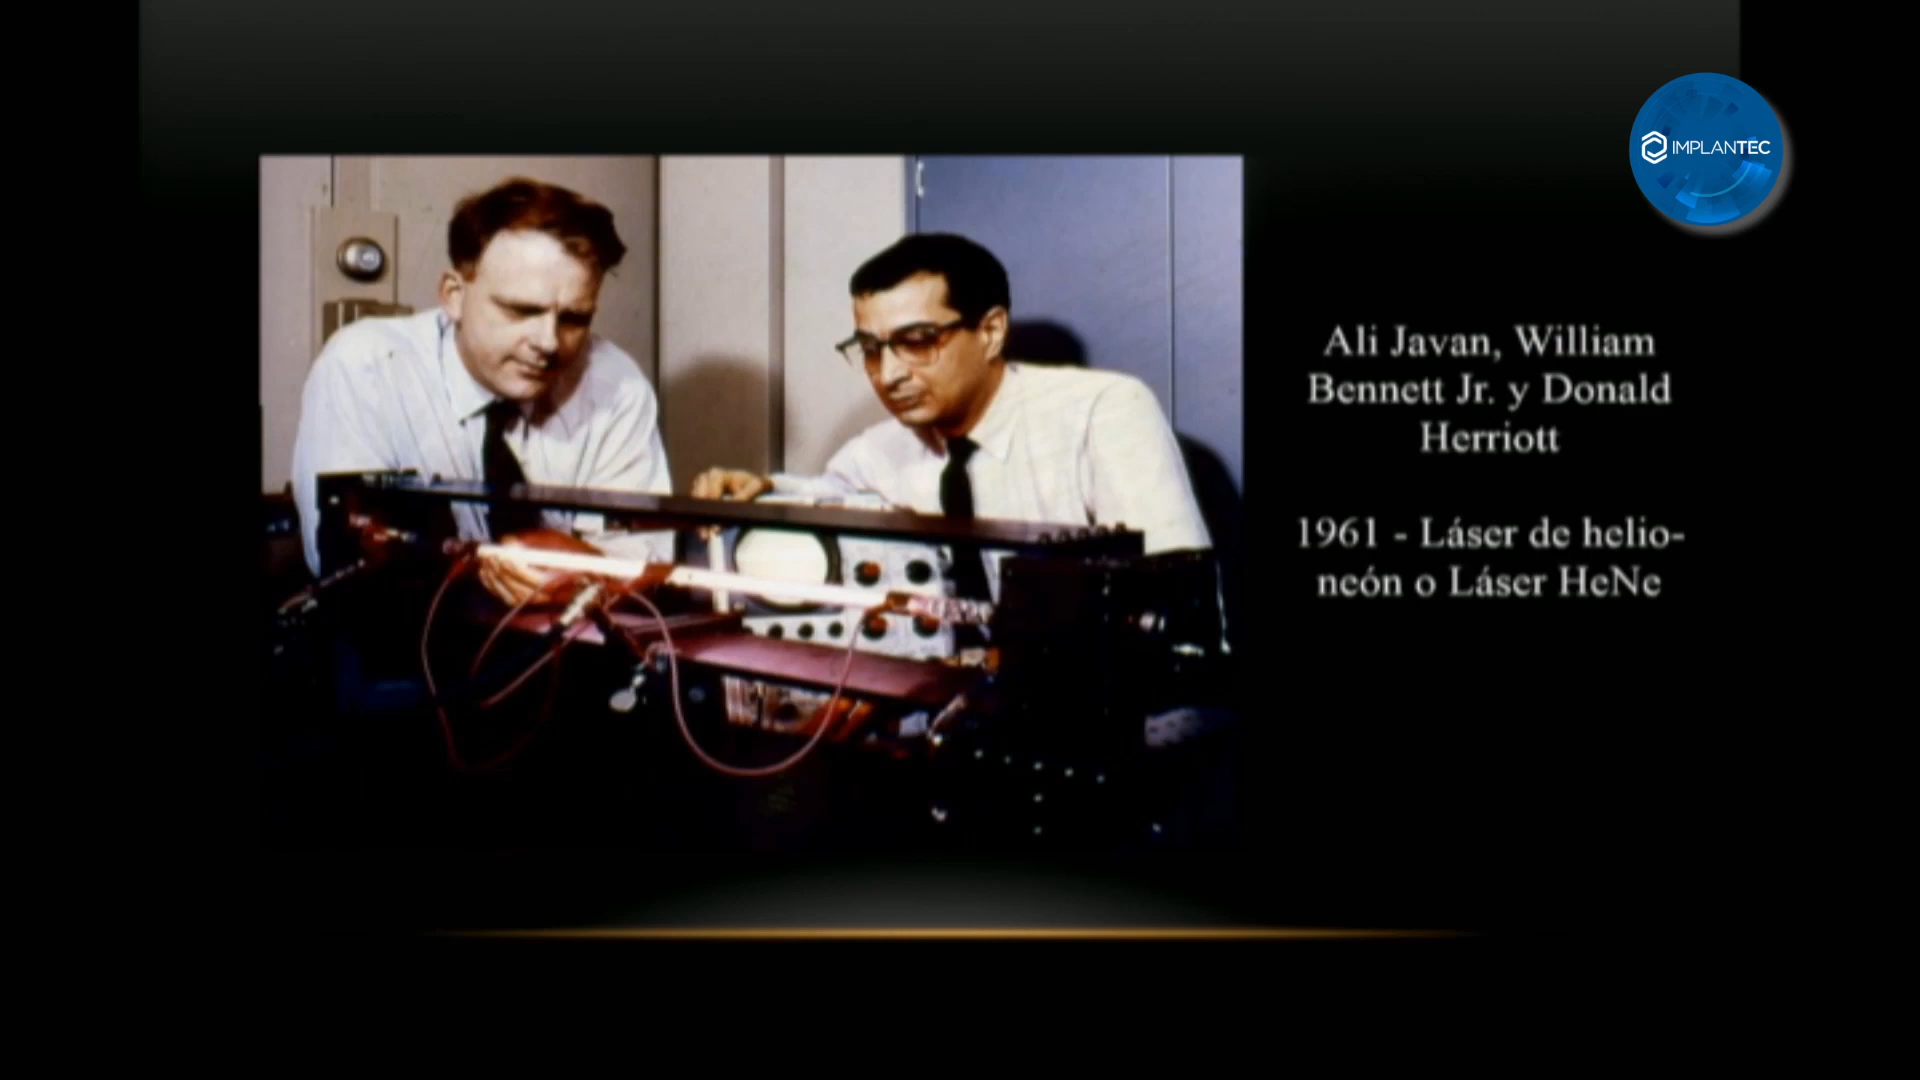 IMPLANTEC
Ali Javan, William
Bennett Jr. y Donald
Herriott
1961 - Láser de helio-
neón o Láser HeNe